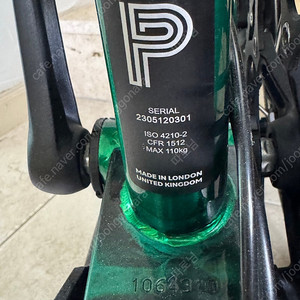 P
SERIAL
2305120301
ISO 4210-2
CFR 1512
MAX 110kg
MADE IN LONDON
UNITED KINGDOM